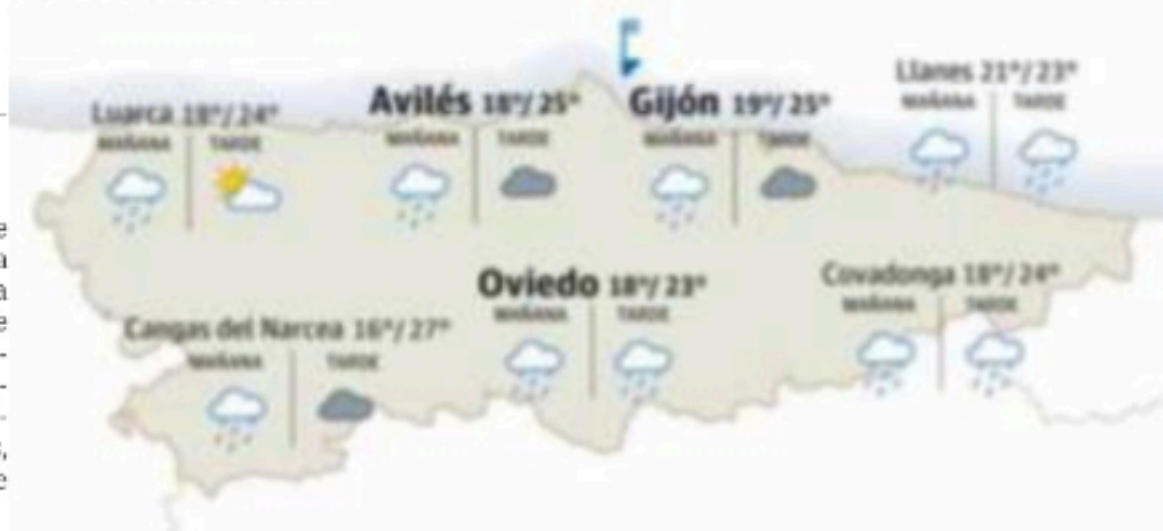 Luarca 18°/24°
MAÑANA TARDE
Avilés 18°/25°
MAÑANA TARDE
Gijón 19°/25°
MAÑANA TARDE
Llanes 21°/23°
MAÑANA TARDE
Cangas del Narcea 16°/27°
MAÑANA TARDE
Oviedo 18°/23°
MAÑANA TARDE
Covadonga 18°/24°
MAÑANA TARDE